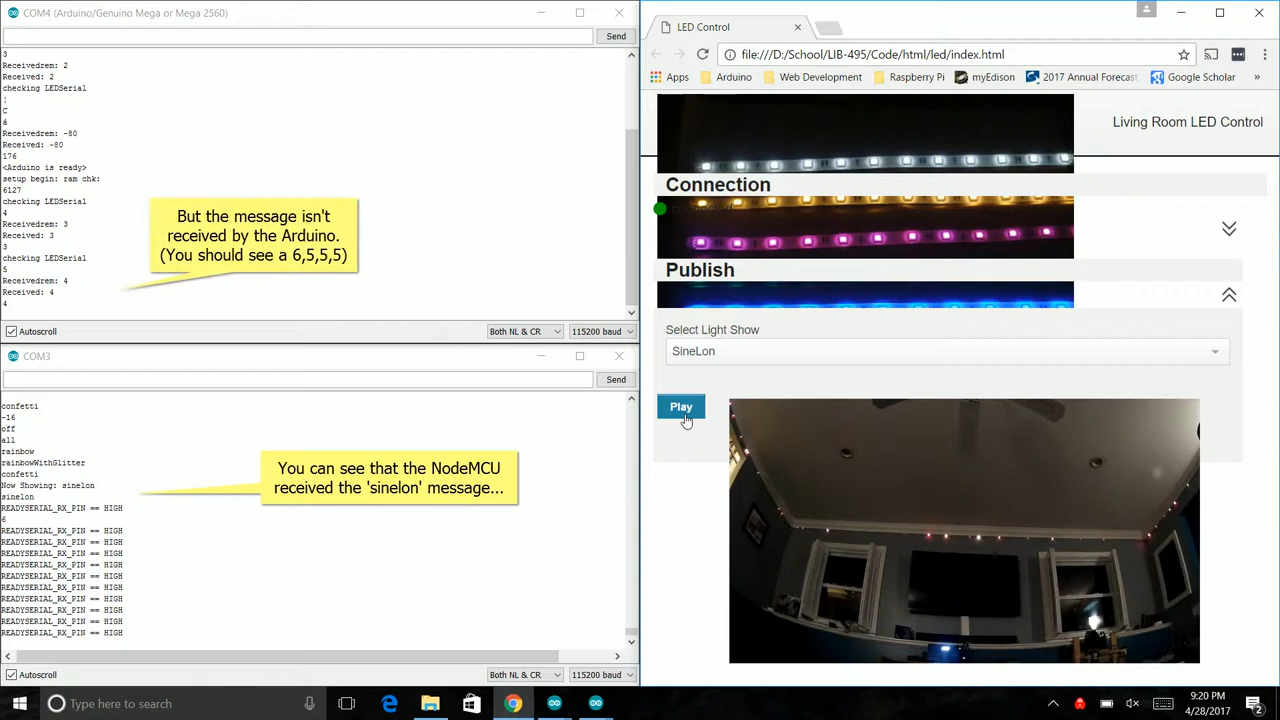 COM4 (Arduino/Genuino Mega or Mega 2560)
Send
3
Receivedrem: 2
Received: 2
checking LEDSerial
C
Receivedrem: -80
Received: -80
176
<Arduino is ready>
setup begin: ram chk:
6127
checking LEDSerial
4
Receivedrem: 3
Received: 3
3
checking LEDSerial
5
Receivedrem: 4
Received: 4
4
But the message isn't
received by the Arduino.
(You should see a 6,5,5,5)
Autoscroll
Both NL & CR
115200 baud
COM3
Send
confetti
-16
off
all
rainbow
rainbowWithGlitter
confetti
Now Showing: sinelon
sinelon
READYSERIAL_RX_PIN == HIGH
6
READYSERIAL_RX_PIN == HIGH
READYSERIAL_RX_PIN == HIGH
READYSERIAL_RX_PIN == HIGH
READYSERIAL_RX_PIN == HIGH
READYSERIAL_RX_PIN == HIGH
READYSERIAL_RX_PIN == HIGH
READYSERIAL_RX_PIN == HIGH
READYSERIAL_RX_PIN == HIGH
READYSERIAL_RX_PIN == HIGH
READYSERIAL_RX_PIN == HIGH
You can see that the NodeMCU
received the 'sinelon' message...
Autoscroll
Both NL & CR
115200 baud
LED Control
file:///D:/School/LIB-495/Code/html/led/index.html
Apps
Arduino
Web Development
Raspberry Pi
myEdison
2017 Annual Forecas
Google Scholar
Living Room LED Control
Connection
Publish
Select Light Show
SineLon
Play
Type here to search
9:20 PM
4/28/2017
2